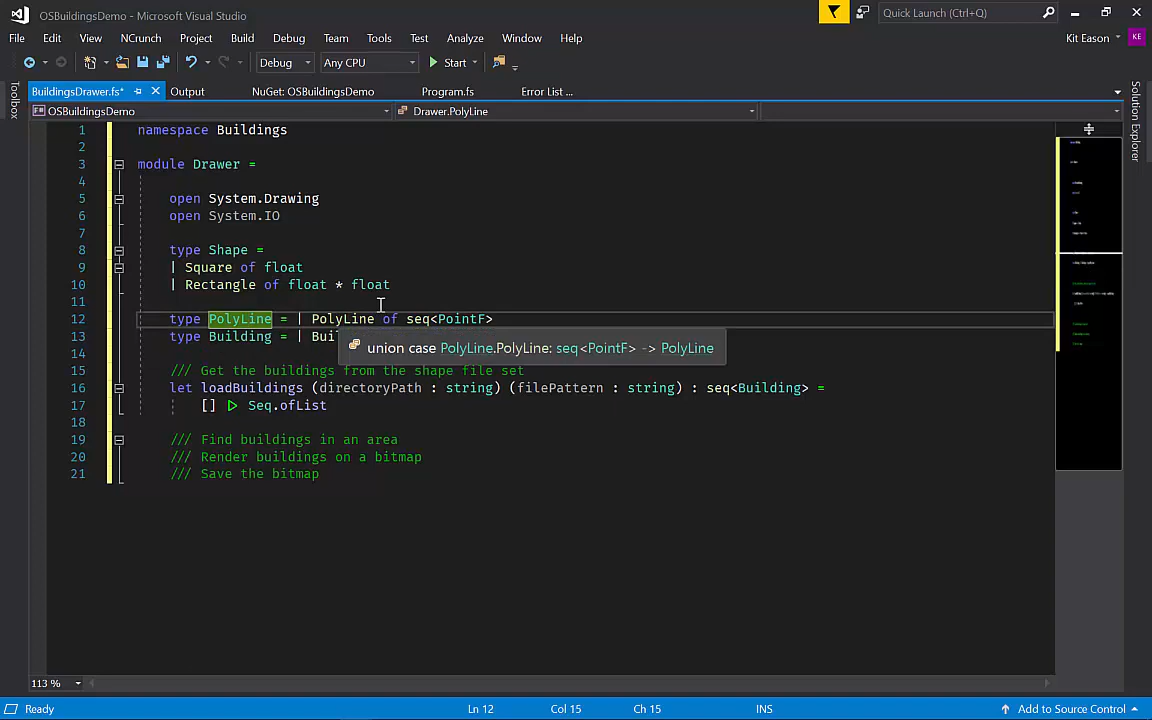 OSBuildingsDemo - Microsoft Visual Studio
Quick Launch (Ctrl+Q)
File Edit View NCrunch Project Build Debug Team Tools Test Analyze Window Help
Kit Eason KE
Debug Any CPU Start
BuildingsDrawer.fs* Output NuGet: OSBuildingsDemo Program.fs Error List ...
OSBuildingsDemo Drawer.PolyLine
Toolbox
Solution Explorer
1 namespace Buildings
2
3 module Drawer =
4
5 open System.Drawing
6 open System.IO
7
8 type Shape =
9 | Square of float
10 | Rectangle of float * float
11
12 type PolyLine = | PolyLine of seq<PointF>
13 type Building = | Bui
union case PolyLine.PolyLine: seq<PointF> -> PolyLine
14
15 /// Get the buildings from the shape file set
16 let loadBuildings (directoryPath : string) (filePattern : string) : seq<Building> =
17 [] ▷ Seq.ofList
18
19 /// Find buildings in an area
20 /// Render buildings on a bitmap
21 /// Save the bitmap
113 %
Ready Ln 12 Col 15 Ch 15 INS Add to Source Control